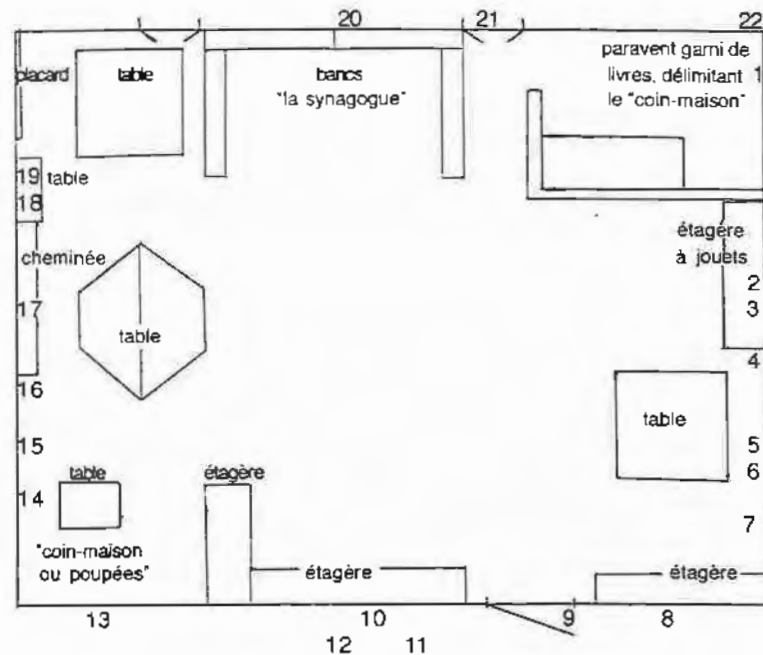 20 21 22
paravent garni de
placard table bancs livres, délimitant 1
"la synagogue" le "coin-maison"
19 table
18
étagère
cheminée à jouets
2
17 3
table
4
16
table
15 5
table étagère 6
14
7
"coin-maison
ou poupées" étagère étagère
13 10 9 8
12 11